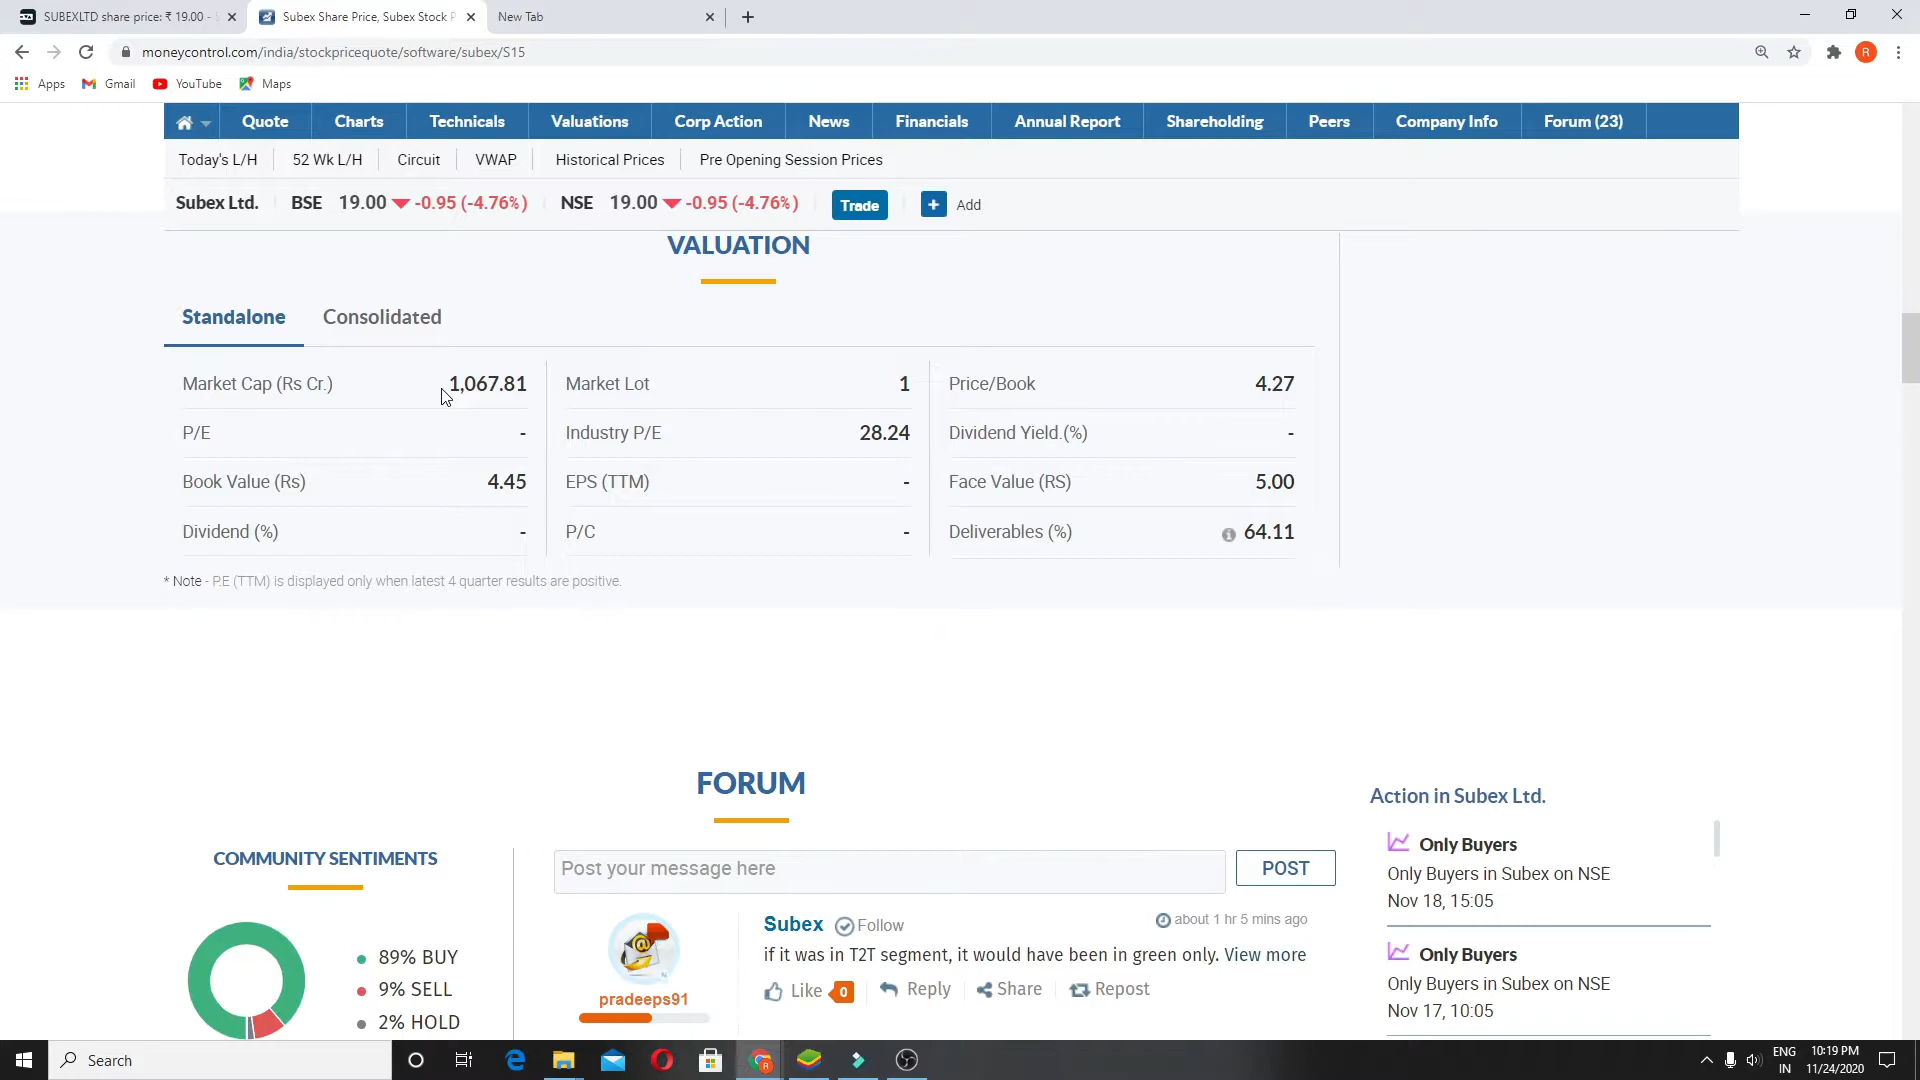 SUBEXLTD share price: ₹ 19.00 -
Subex Share Price, Subex Stock P
New Tab
moneycontrol.com/india/stockpricequote/software/subex/S15
R
Apps
Gmail
YouTube
Maps
Quote
Charts
Technicals
Valuations
Corp Action
News
Financials
Annual Report
Shareholding
Peers
Company Info
Forum (23)
Today's L/H
52 Wk L/H
Circuit
VWAP
Historical Prices
Pre Opening Session Prices
Subex Ltd. BSE 19.00 -0.95 (-4.76%) NSE 19.00 -0.95 (-4.76%) Trade + Add
VALUATION
Standalone Consolidated
Market Cap (Rs Cr.) 1,067.81 Market Lot 1 Price/Book 4.27
P/E - Industry P/E 28.24 Dividend Yield.(%) -
Book Value (Rs) 4.45 EPS (TTM) - Face Value (RS) 5.00
Dividend (%) - P/C - Deliverables (%) 64.11
* Note - P.E (TTM) is displayed only when latest 4 quarter results are positive.
FORUM
COMMUNITY SENTIMENTS
89% BUY
9% SELL
2% HOLD
Post your message here
POST
Subex Follow about 1 hr 5 mins ago
if it was in T2T segment, it would have been in green only. View more
pradeeps91
Like 0 Reply Share Repost
Action in Subex Ltd.
Only Buyers
Only Buyers in Subex on NSE
Nov 18, 15:05
Only Buyers
Only Buyers in Subex on NSE
Nov 17, 10:05
Search
ENG
IN
10:19 PM
11/24/2020